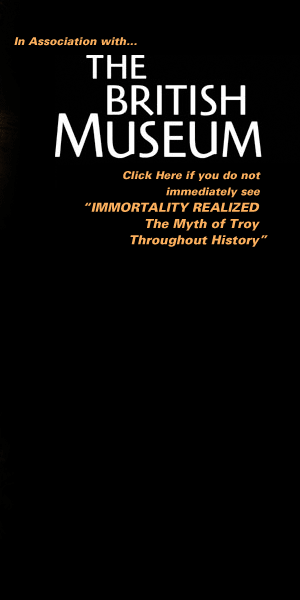 In Association with...
THE
BRITISH
MUSEUM
Click Here if you do not
immediately see
“IMMORTALITY REALIZED
The Myth of Troy
Throughout History”